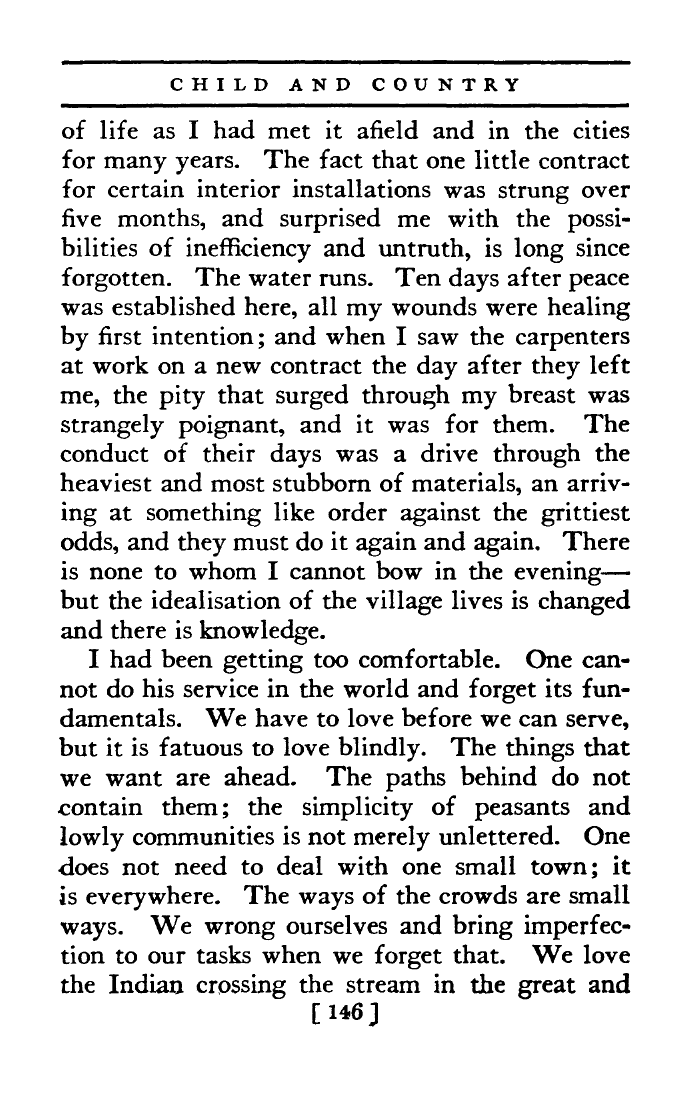 CHILD AND COUNTRY
of life as I had met it afield and in the cities
for many years. The fact that one little contract
for certain interior installations was strung over
five months, and surprised me with the possi-
bilities of inefficiency and untruth, is long since
forgotten. The water runs. Ten days after peace
was established here, all my wounds were healing
by first intention; and when I saw the carpenters
at work on a new contract the day after they left
me, the pity that surged through my breast was
strangely poignant, and it was for them. The
conduct of their days was a drive through the
heaviest and most stubborn of materials, an arriv-
ing at something like order against the grittiest
odds, and they must do it again and again. There
is none to whom I cannot bow in the evening—
but the idealisation of the village lives is changed
and there is knowledge.
I had been getting too comfortable. One can-
not do his service in the world and forget its fun-
damentals. We have to love before we can serve,
but it is fatuous to love blindly. The things that
we want are ahead. The paths behind do not
contain them; the simplicity of peasants and
lowly communities is not merely unlettered. One
does not need to deal with one small town; it
is everywhere. The ways of the crowds are small
ways. We wrong ourselves and bring imperfec-
tion to our tasks when we forget that. We love
the Indian crossing the stream in the great and
[ 146 ]